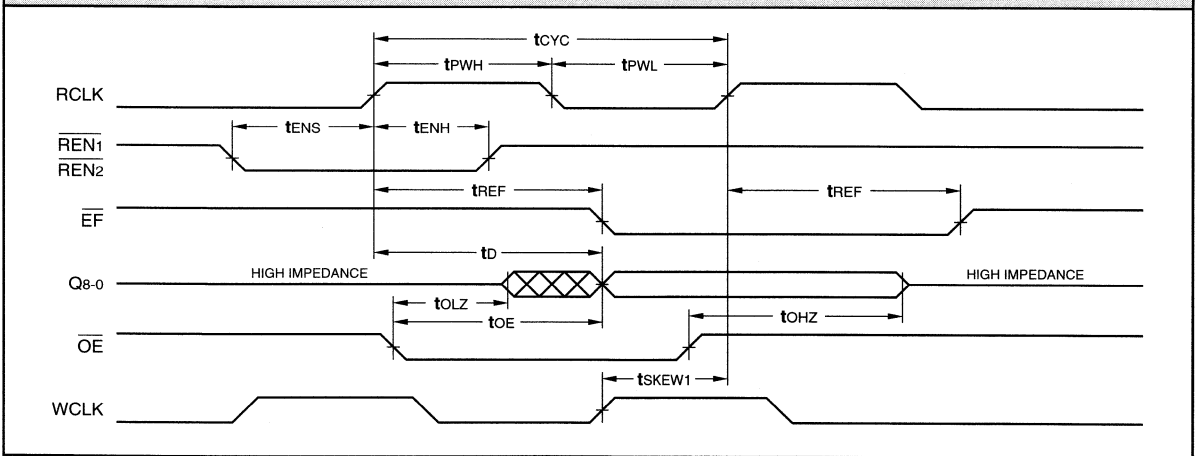 tCYC
tPWH tPWL
RCLK
tENS tENH
REN1
REN2
tREF tREF
EF
tD
HIGH IMPEDANCE HIGH IMPEDANCE
Q8-0
tOLZ
tOE tOHZ
OE
tSKEW1
WCLK